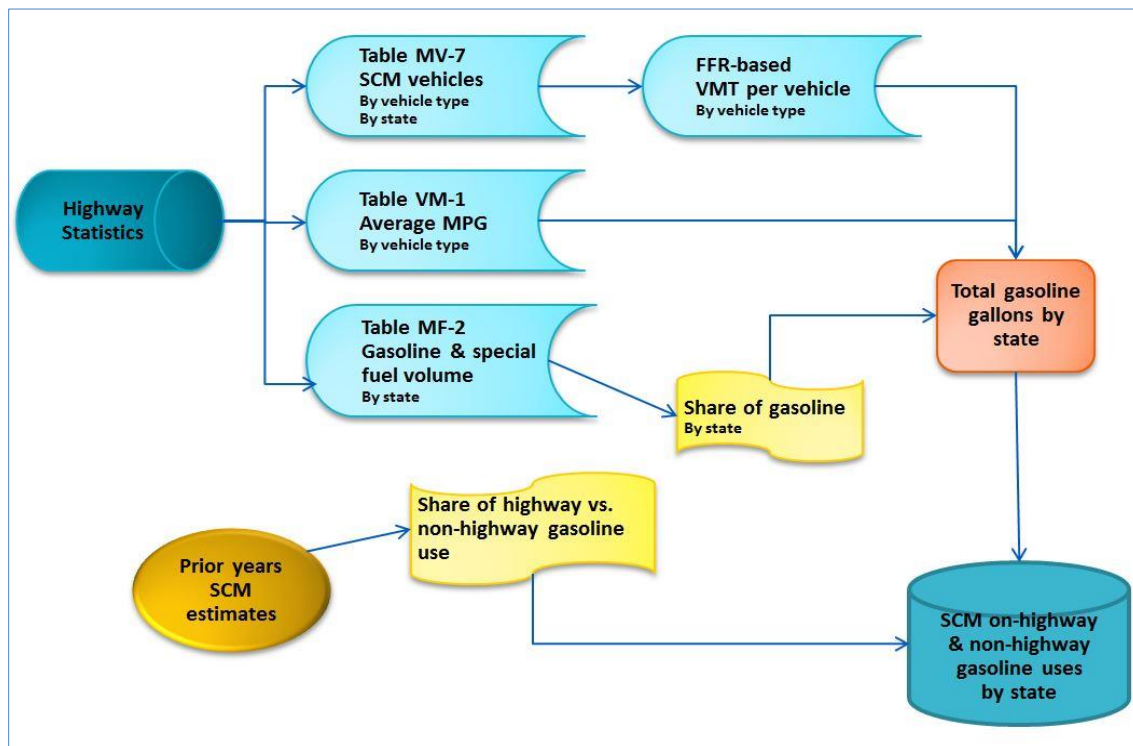 Table MV-7
SCM vehicles
By vehicle type
By state
FFR-based
VMT per vehicle
By vehicle type
Highway
Statistics
Table VM-1
Average MPG
By vehicle type
Total gasoline
gallons by
state
Table MF-2
Gasoline & special
fuel volume
By state
Share of gasoline
By state
Share of highway vs.
non-highway gasoline
use
Prior years
SCM
estimates
SCM on-highway
& non-highway
gasoline uses
by state